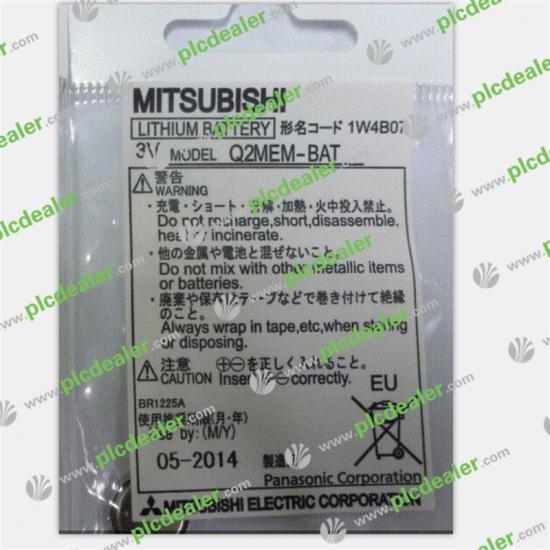 MITSUBISHI
LITHIUM BATTERY 形名コード 1W4B07
3V MODEL Q2MEM-BAT
警告
WARNING
・充電・ショート・分解・加熱・火中投入禁止。
Do not recharge,short,disassemble,
heat or incinerate.
・他の金属や電池と混ぜないこと。
Do not mix with other metallic items
or batteries.
・廃棄や保存はテープなどで巻き付けて絶縁
のこと。
Always wrap in tape,etc,when storing
or disposing.
注意 ⊕⊖を正しく入れること。
CAUTION Insert ⊕⊖ correctly.
EU
BR1225A
使用推奨期限(月・年)
Use by: (M/Y)
05-2014
製造
Panasonic Corporation
MITSUBISHI ELECTRIC CORPORATION
www.plcdealer.com